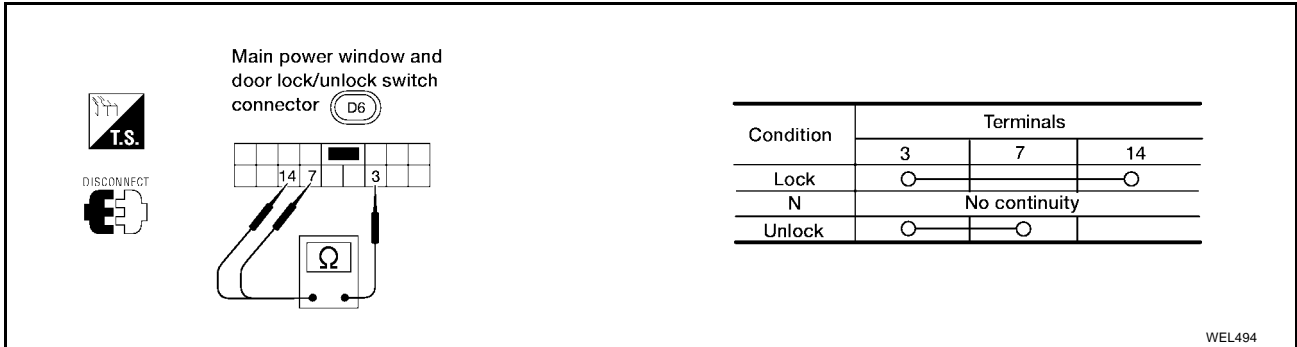 Main power window and
door lock/unlock switch
connector D6
T.S.
DISCONNECT
14 7 3
Ω
Condition Terminals
3 7 14
Lock
N No continuity
Unlock
WEL494